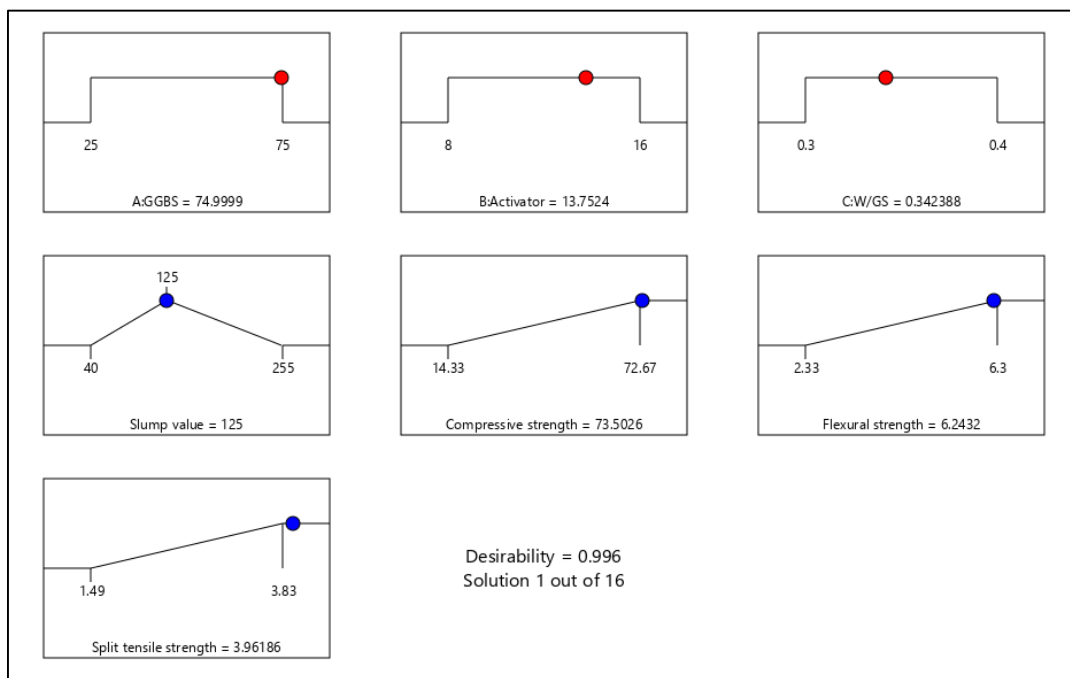 25 75
A:GGBS = 74.9999
8 16
B:Activator = 13.7524
0.3 0.4
C:W/GS = 0.342388
125
40 255
Slump value = 125
14.33 72.67
Compressive strength = 73.5026
2.33 6.3
Flexural strength = 6.2432
1.49 3.83
Split tensile strength = 3.96186
Desirability = 0.996
Solution 1 out of 16